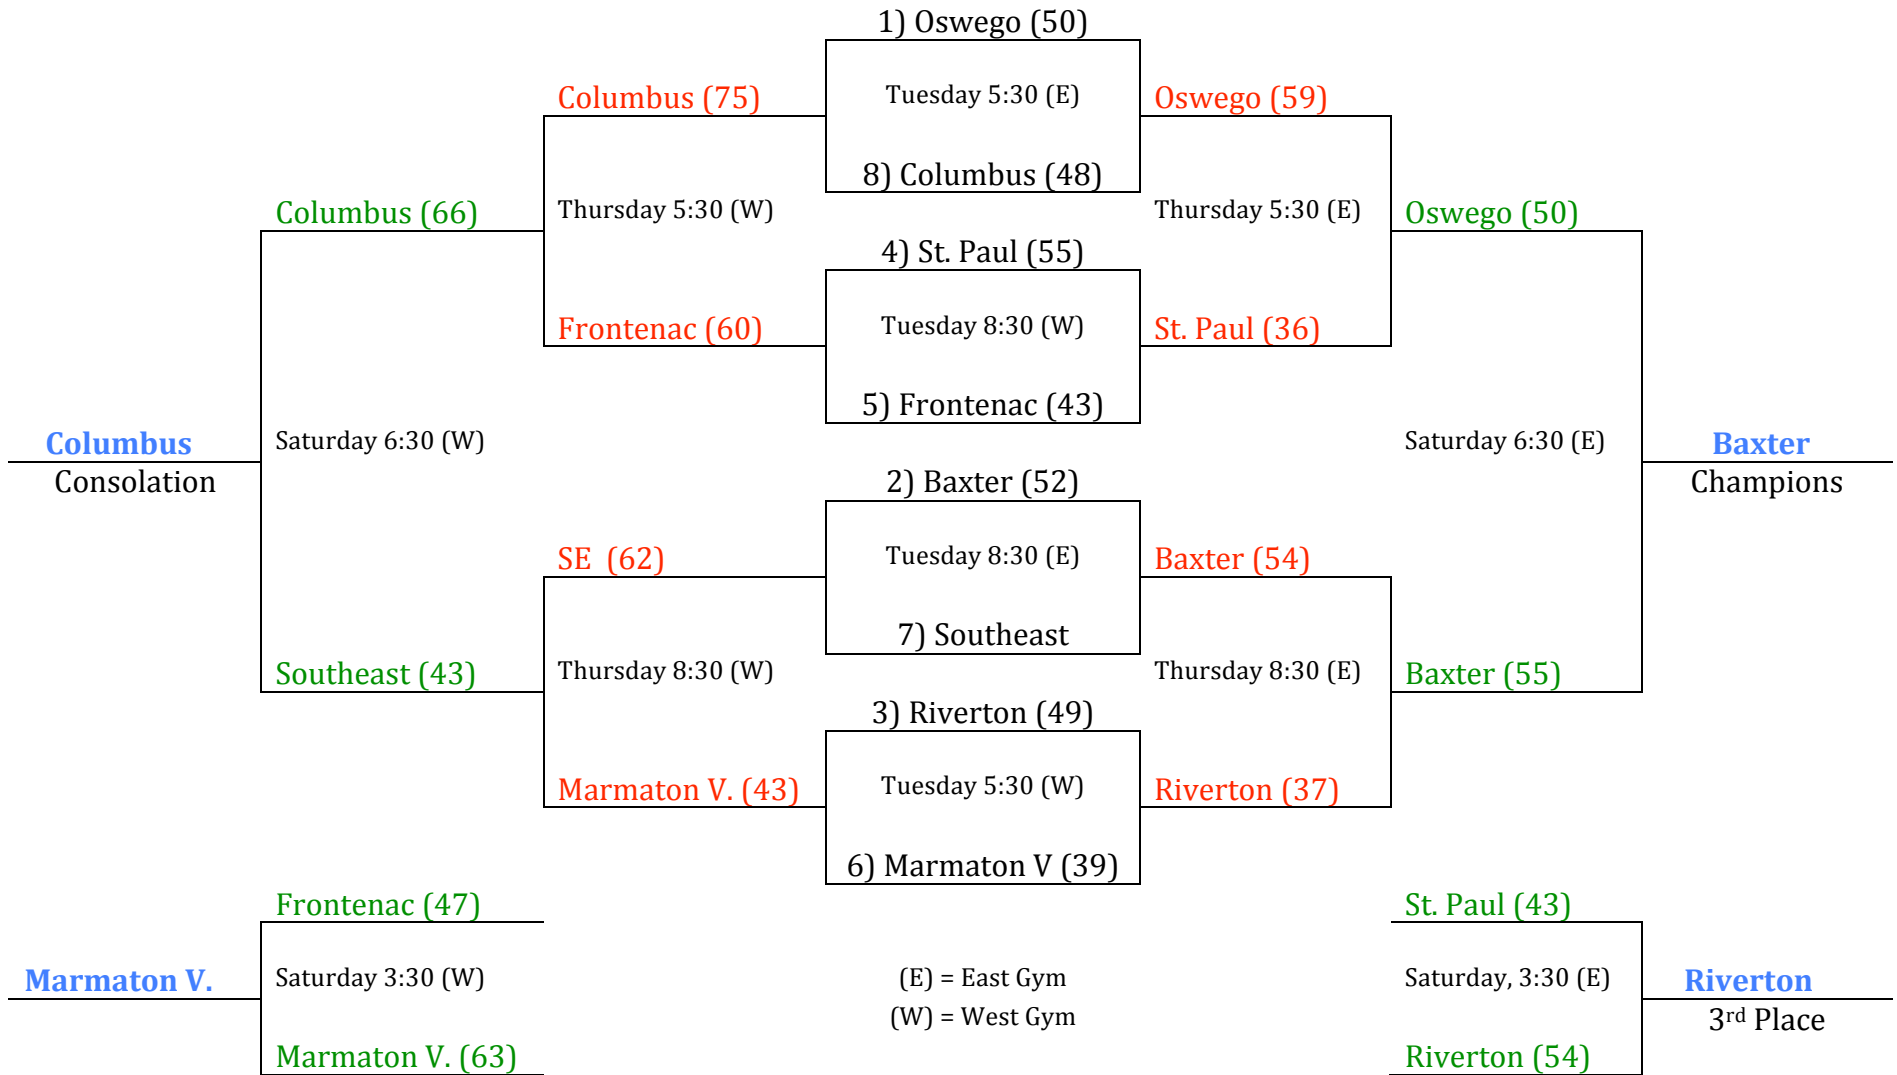 1) Oswego (50)
Columbus (75)
Tuesday 5:30 (E)
Oswego (59)
8) Columbus (48)
Columbus (66)
Thursday 5:30 (W)
Thursday 5:30 (E)
Oswego (50)
4) St. Paul (55)
Frontenac (60)
Tuesday 8:30 (W)
St. Paul (36)
5) Frontenac (43)
Columbus
Saturday 6:30 (W)
Saturday 6:30 (E)
Baxter
Consolation
2) Baxter (52)
Champions
SE (62)
Tuesday 8:30 (E)
Baxter (54)
7) Southeast
Southeast (43)
Thursday 8:30 (W)
Thursday 8:30 (E)
Baxter (55)
3) Riverton (49)
Marmaton V. (43)
Tuesday 5:30 (W)
Riverton (37)
6) Marmaton V (39)
Frontenac (47)
St. Paul (43)
Marmaton V.
Saturday 3:30 (W)
(E) = East Gym
Saturday, 3:30 (E)
Riverton
(W) = West Gym
3rd Place
Marmaton V. (63)
Riverton (54)